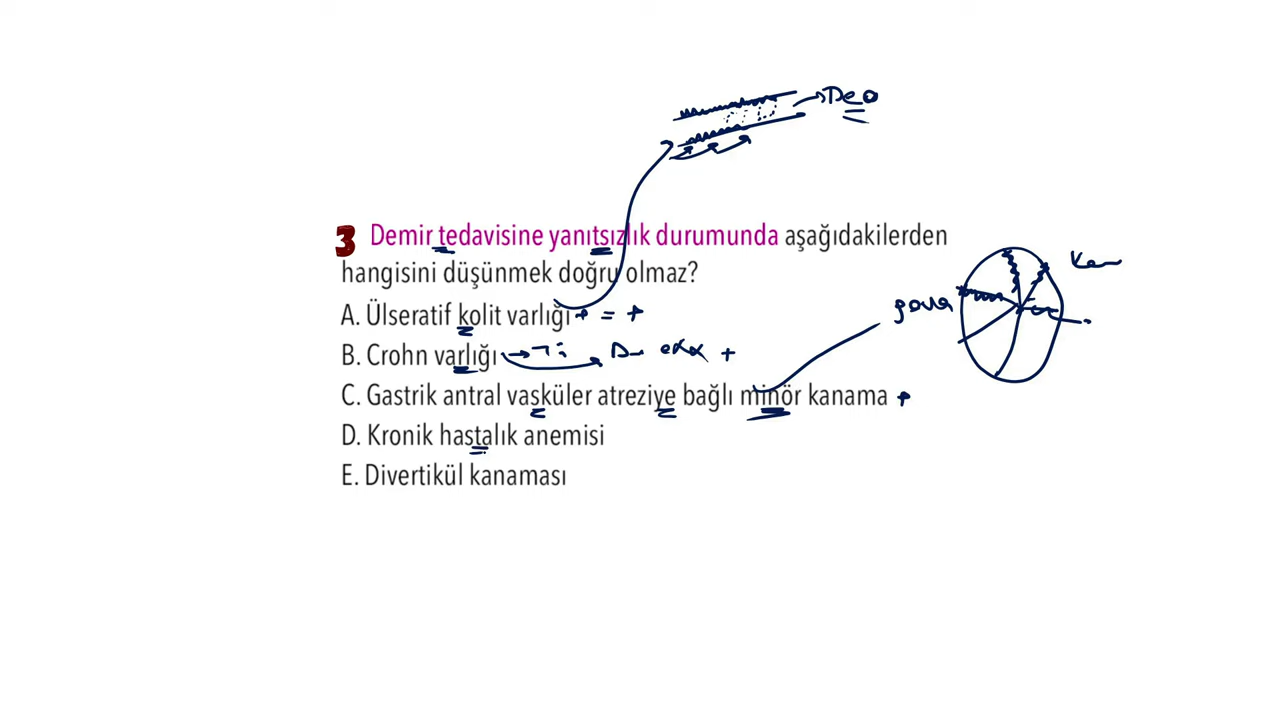 Deo
3 Demir tedavisine yanıtsızlık durumunda aşağıdakilerden
hangisini düşünmek doğru olmaz?
A. Ülseratif kolit varlığı + = +
B. Crohn varlığı
C. Gastrik antral vasküler atreziye bağlı minör kanama +
D. Kronik hastalık anemisi
E. Divertikül kanaması